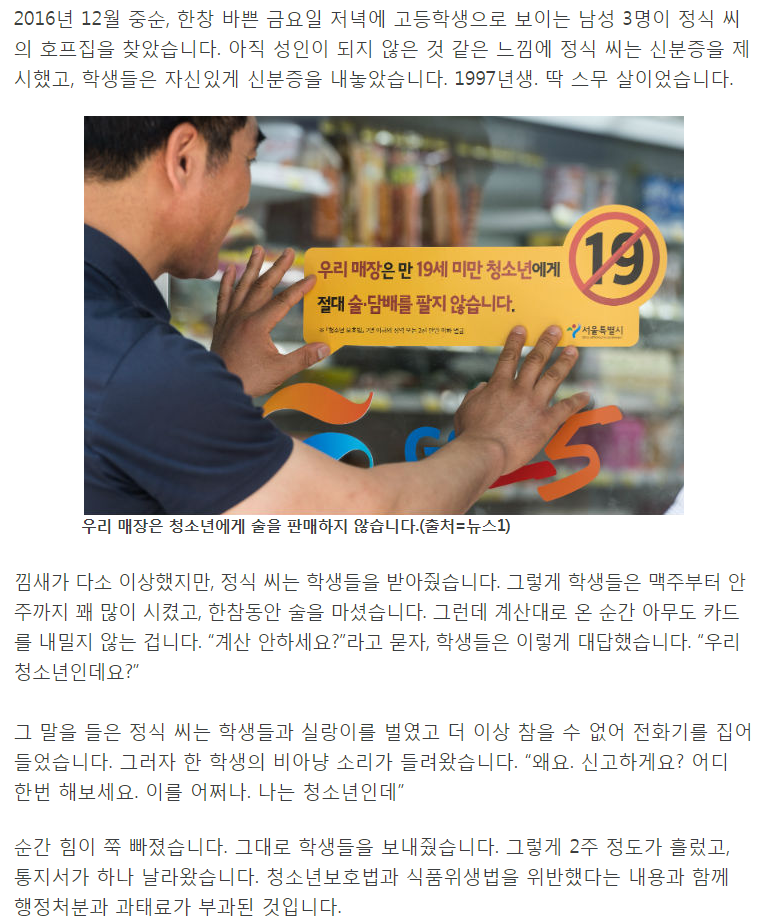 2016년 12월 중순, 한창 바쁜 금요일 저녁에 고등학생으로 보이는 남성 3명이 정식 씨
의 호프집을 찾았습니다. 아직 성인이 되지 않은 것 같은 느낌에 정식 씨는 신분증을 제
시했고, 학생들은 자신있게 신분증을 내놓았습니다. 1997년생. 딱 스무 살이었습니다.
우리 매장은 만 19세 미만 청소년에게
19
절대 술·담배를 팔지 않습니다.
서울특별시
G 25
우리 매장은 청소년에게 술을 판매하지 않습니다.(출처=뉴스1)
낌새가 다소 이상했지만, 정식 씨는 학생들을 받아줬습니다. 그렇게 학생들은 맥주부터 안
주까지 꽤 많이 시켰고, 한참동안 술을 마셨습니다. 그런데 계산대로 온 순간 아무도 카드
를 내밀지 않는 겁니다. “계산 안하세요?”라고 묻자, 학생들은 이렇게 대답했습니다. “우리
청소년인데요?”
그 말을 들은 정식 씨는 학생들과 실랑이를 벌였고 더 이상 참을 수 없어 전화기를 집어
들었습니다. 그러자 한 학생의 비아냥 소리가 들려왔습니다. “왜요. 신고하게요? 어디
한번 해보세요. 이를 어쩌나. 나는 청소년인데”
순간 힘이 쭉 빠졌습니다. 그대로 학생들을 보내줬습니다. 그렇게 2주 정도가 흘렀고,
통지서가 하나 날라왔습니다. 청소년보호법과 식품위생법을 위반했다는 내용과 함께
행정처분과 과태료가 부과된 것입니다.